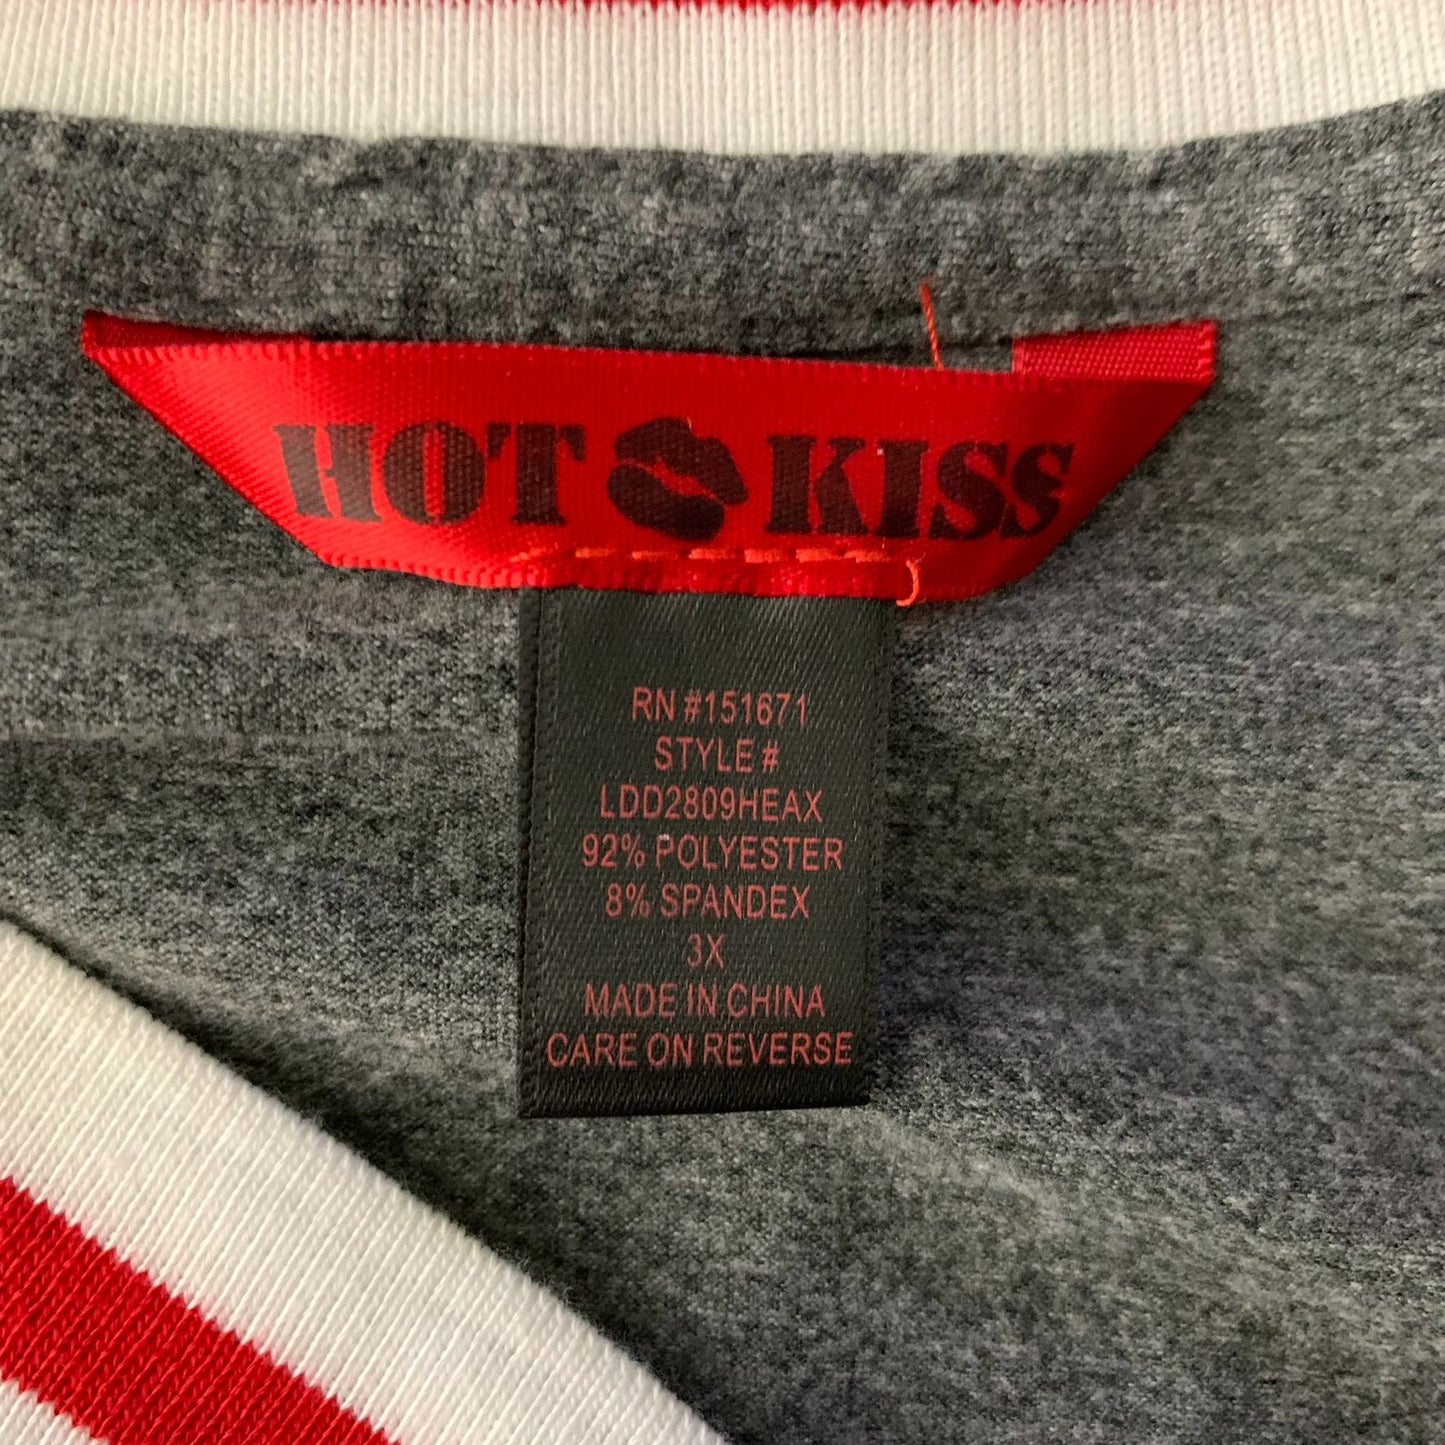 HOT KISS
RN #151671
STYLE #
LDD2809HEAX
92% POLYESTER
8% SPANDEX
3X
MADE IN CHINA
CARE ON REVERSE